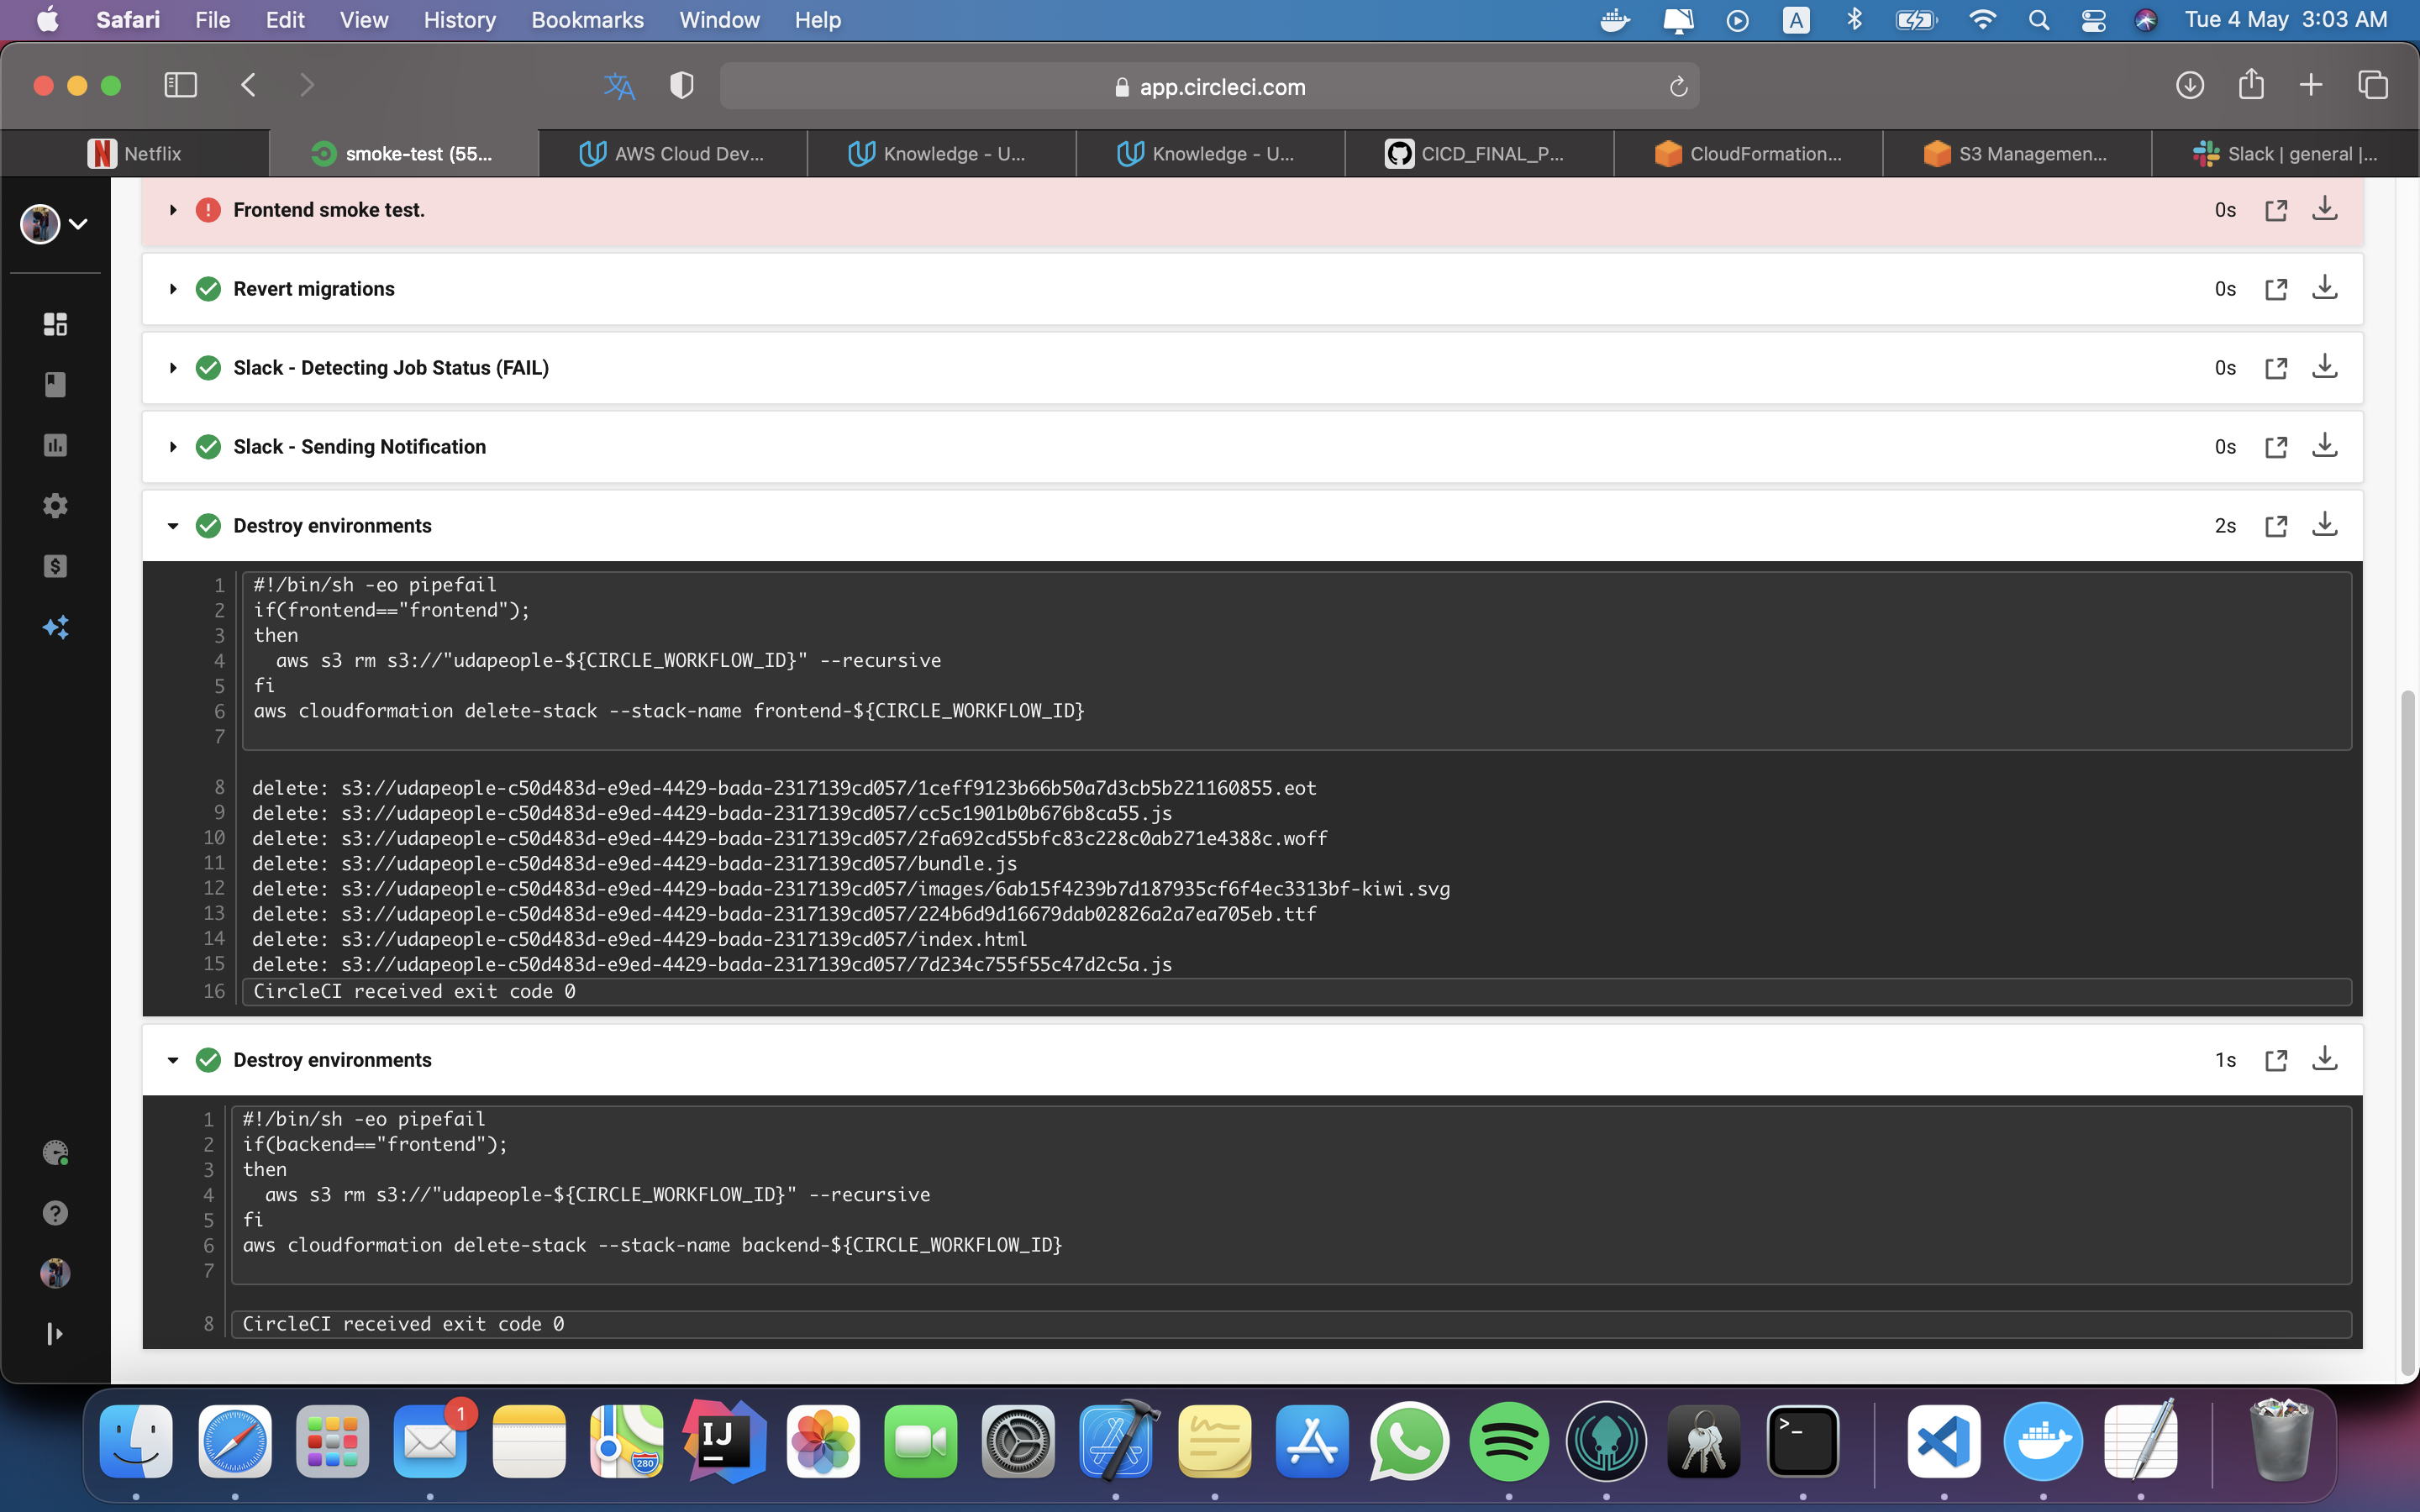 Safari File Edit View History Bookmarks Window Help A Tue 4 May 3:03 AM
app.circleci.com
Netflix smoke-test (55... AWS Cloud Dev... Knowledge - U... Knowledge - U... CICD_FINAL_P... CloudFormation... S3 Managemen... Slack | general |...
Frontend smoke test. 0s
Revert migrations 0s
Slack - Detecting Job Status (FAIL) 0s
Slack - Sending Notification 0s
Destroy environments 2s
1 #!/bin/sh -eo pipefail
2 if(frontend=="frontend");
3 then
4 aws s3 rm s3://"udapeople-${CIRCLE_WORKFLOW_ID}" --recursive
5 fi
6 aws cloudformation delete-stack --stack-name frontend-${CIRCLE_WORKFLOW_ID}
7
8 delete: s3://udapeople-c50d483d-e9ed-4429-bada-2317139cd057/1ceff9123b66b50a7d3cb5b221160855.eot
9 delete: s3://udapeople-c50d483d-e9ed-4429-bada-2317139cd057/cc5c1901b0b676b8ca55.js
10 delete: s3://udapeople-c50d483d-e9ed-4429-bada-2317139cd057/2fa692cd55bfc83c228c0ab271e4388c.woff
11 delete: s3://udapeople-c50d483d-e9ed-4429-bada-2317139cd057/bundle.js
12 delete: s3://udapeople-c50d483d-e9ed-4429-bada-2317139cd057/images/6ab15f4239b7d187935cf6f4ec3313bf-kiwi.svg
13 delete: s3://udapeople-c50d483d-e9ed-4429-bada-2317139cd057/224b6d9d16679dab02826a2a7ea705eb.ttf
14 delete: s3://udapeople-c50d483d-e9ed-4429-bada-2317139cd057/index.html
15 delete: s3://udapeople-c50d483d-e9ed-4429-bada-2317139cd057/7d234c755f55c47d2c5a.js
16 CircleCI received exit code 0
Destroy environments 1s
1 #!/bin/sh -eo pipefail
2 if(backend=="frontend");
3 then
4 aws s3 rm s3://"udapeople-${CIRCLE_WORKFLOW_ID}" --recursive
5 fi
6 aws cloudformation delete-stack --stack-name backend-${CIRCLE_WORKFLOW_ID}
7
8 CircleCI received exit code 0
1
280
IJ
>_